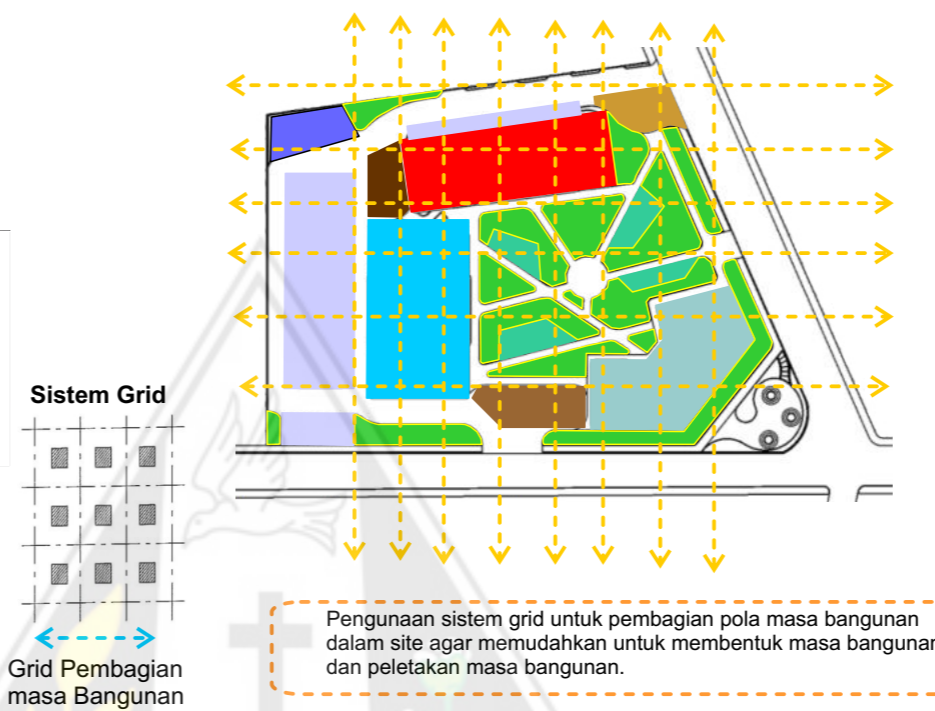 Sistem Grid
Grid Pembagian
masa Bangunan
Pengunaan sistem grid untuk pembagian pola masa bangunan
dalam site agar memudahkan untuk membentuk masa bangunan
dan peletakan masa bangunan.